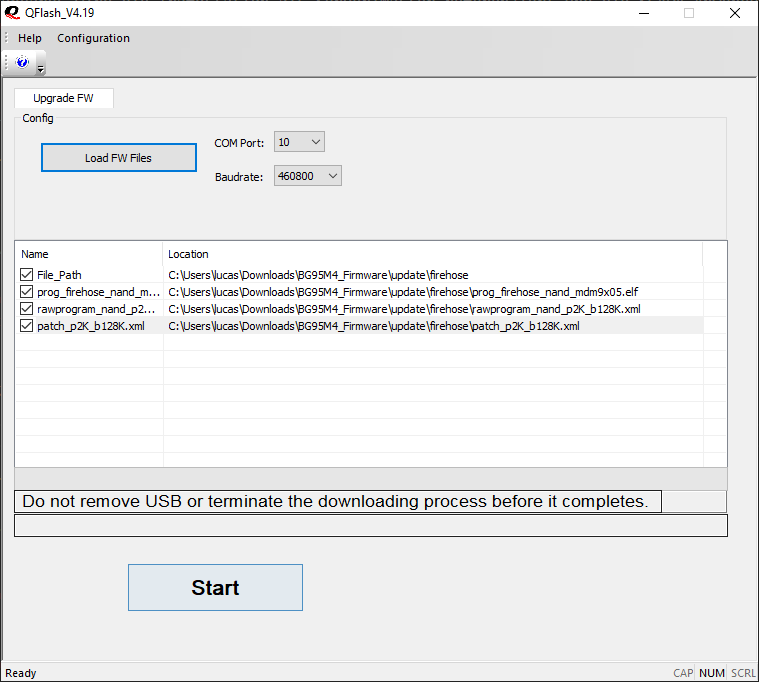 QFlash_V4.19
Help Configuration
Upgrade FW
Config
Load FW Files
COM Port: 10
Baudrate: 460800
Name Location
File_Path C:\Users\lucas\Downloads\BG95M4_Firmware\update\firehose
prog_firehose_nand_m... C:\Users\lucas\Downloads\BG95M4_Firmware\update\firehose\prog_firehose_nand_mdm9x05.elf
rawprogram_nand_p2... C:\Users\lucas\Downloads\BG95M4_Firmware\update\firehose\rawprogram_nand_p2K_b128K.xml
patch_p2K_b128K.xml C:\Users\lucas\Downloads\BG95M4_Firmware\update\firehose\patch_p2K_b128K.xml
Do not remove USB or terminate the downloading process before it completes.
Start
Ready CAP NUM SCRL